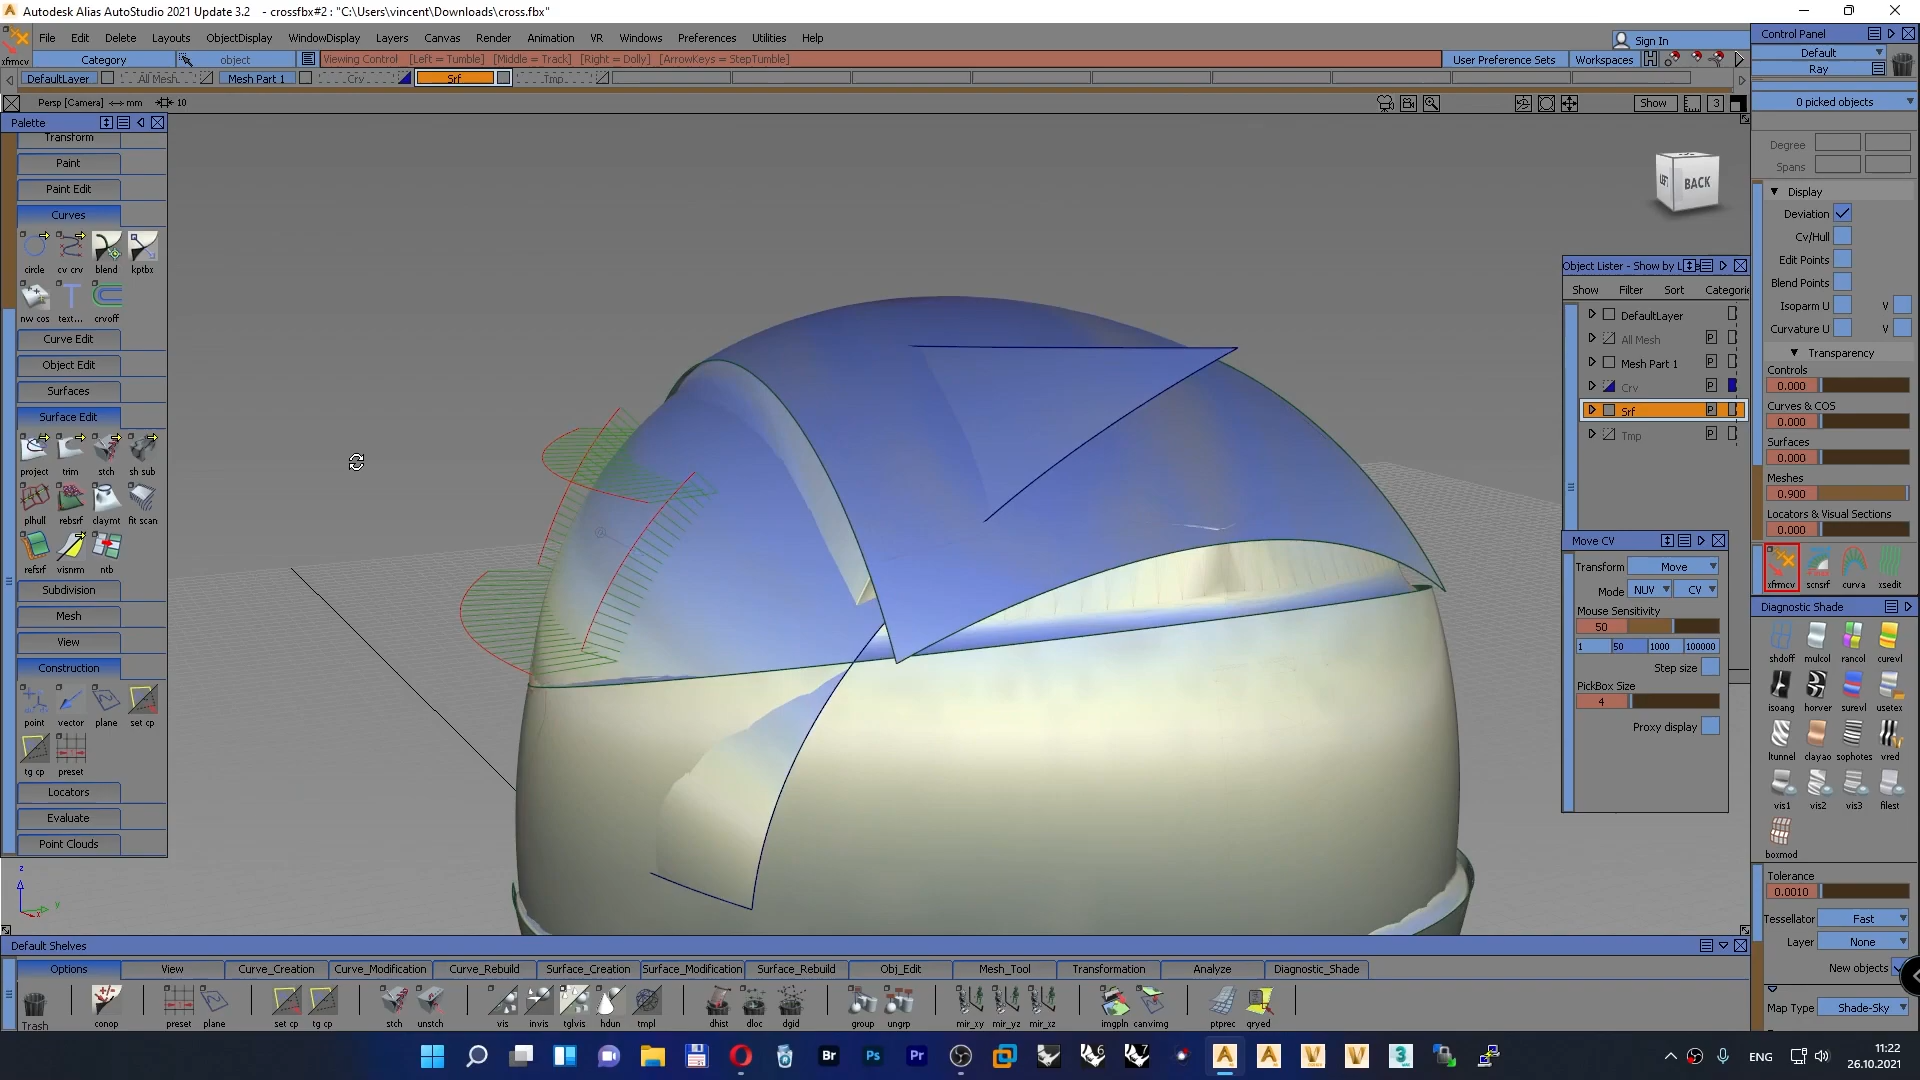 Autodesk Alias AutoStudio 2021 Update 3.2 - crossfbx#2 : "C:\Users\vincent\Downloads\cross.fbx"
File Edit Delete Layouts ObjectDisplay WindowDisplay Layers Canvas Render Animation VR Windows Preferences Utilities Help
Sign In
xfrmcv
Category
object
Viewing Control [Left = Tumble] [Middle = Track] [Right = Dolly] [ArrowKeys = StepTumble]
User Preference Sets
Workspaces
DefaultLayer
All Mesh
Mesh Part 1
Crv
Srf
Tmp
Persp [Camera] <-> mm 10
Show
3
Palette
Transform
Paint
Paint Edit
Curves
circle cv crv blend kptbx
nw cos text... crvoff
Curve Edit
Object Edit
Surfaces
Surface Edit
project trim stch sh sub
plhull rebsrf claymt fit scan
refsrf visnrm ntb
Subdivision
Mesh
View
Construction
point vector plane set cp
tg cp preset
Locators
Evaluate
Point Clouds
z
y
x
LEFT
BACK
Object Lister - Show by L
Show Filter Sort Categorie
DefaultLayer
All Mesh P
Mesh Part 1 P
Crv P
Srf P
Tmp P
Move CV
Transform Move
Mode NUV CV
Mouse Sensitivity
50
1 50 1000 100000
Step size
PickBox Size
4
Proxy display
Control Panel
Default
Ray
0 picked objects
Degree
Spans
Display
Deviation
Cv/Hull
Edit Points
Blend Points
Isoparm U V
Curvature U V
Transparency
Controls
0.000
Curves & COS
0.000
Surfaces
0.000
Meshes
0.900
Locators & Visual Sections
0.000
xfrmcv scnsrf curva xsedit
Diagnostic Shade
shdoff mulcol rancol curevl
isoang horver surevl usetex
ltunnel clayao sophotes vred
vis1 vis2 vis3 filest
boxmod
Tolerance
0.0010
Tessellator Fast
Layer None
New objects
Map Type Shade-Sky
Default Shelves
Options View Curve_Creation Curve_Modification Curve_Rebuild Surface_Creation Surface_Modification Surface_Rebuild Obj_Edit Mesh_Tool Transformation Analyze Diagnostic_Shade
Trash conop preset plane set cp tg cp stch unstch vis invis tglvis hdun tmpl dhist dloc dgid group ungrp mir_xy mir_yz mir_xz imgpln canvimg ptprec qryed
Br Ps Pr 6 7 3
ENG
11:22
26.10.2021